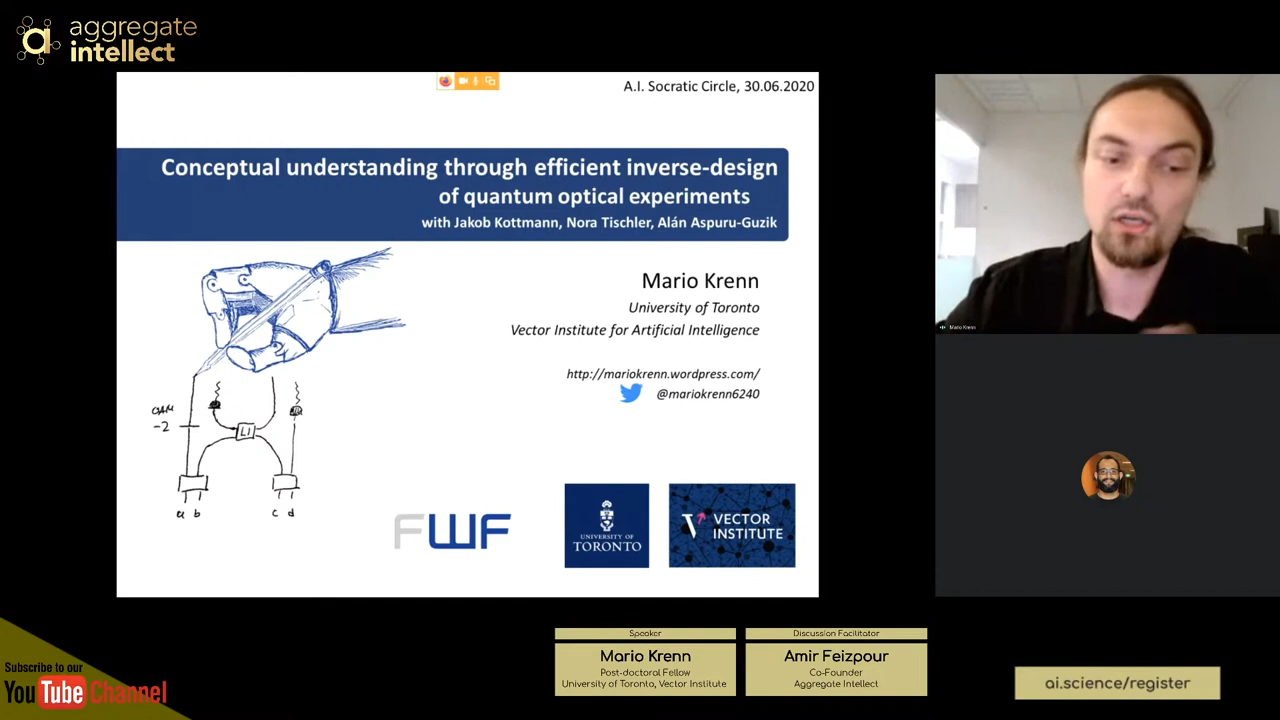 aggregate
intellect
A.I. Socratic Circle, 30.06.2020
Conceptual understanding through efficient inverse-design
of quantum optical experiments
with Jakob Kottmann, Nora Tischler, Alán Aspuru-Guzik
Mario Krenn
University of Toronto
Vector Institute for Artificial Intelligence
http://mariokrenn.wordpress.com/
@mariokrenn6240
OAM
-2
LI
a b c d
FWF
UNIVERSITY OF
TORONTO
VECTOR
INSTITUTE
Mario Krenn
Speaker
Mario Krenn
Post-doctoral Fellow
University of Toronto, Vector Institute
Discussion Facilitator
Amir Feizpour
Co-Founder
Aggregate Intellect
Subscribe to our
YouTube Channel
ai.science/register